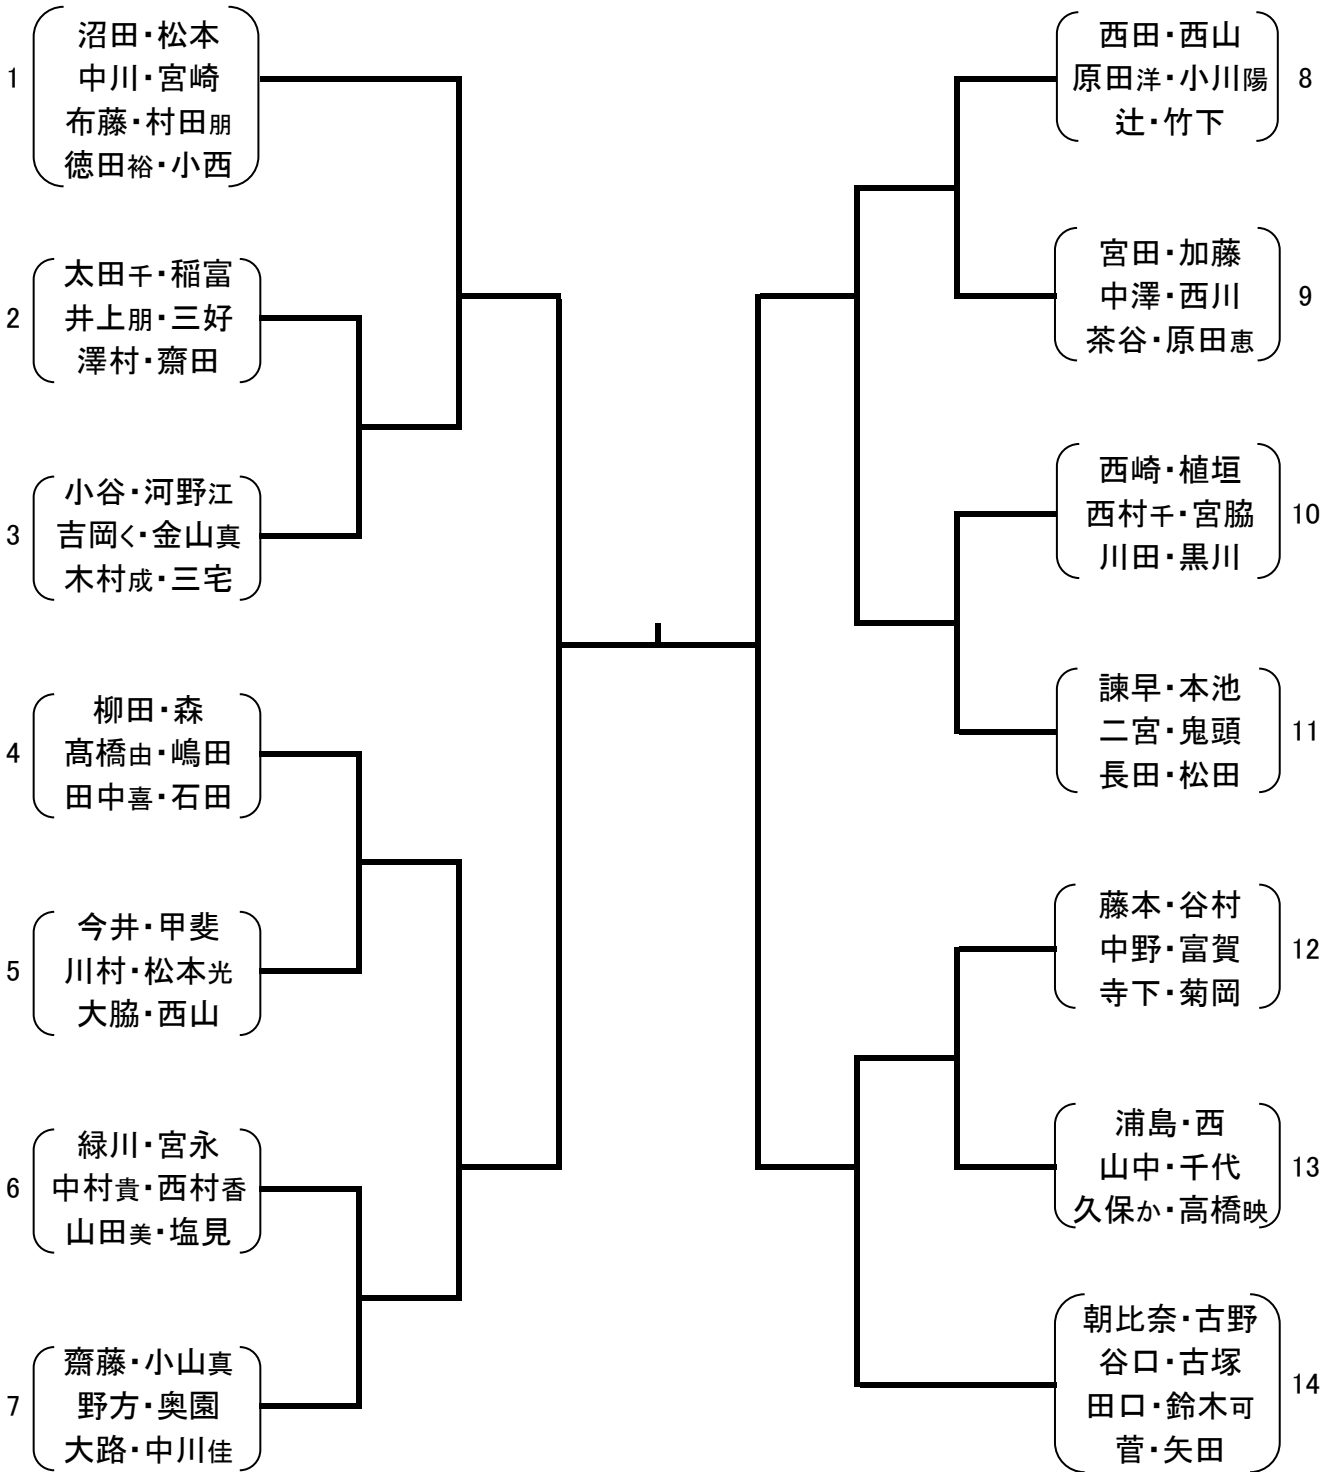 1
沼田・松本
中川・宮崎
布藤・村田朋
徳田裕・小西
2
太田千・稲富
井上朋・三好
澤村・齋田
3
小谷・河野江
吉岡く・金山真
木村成・三宅
4
柳田・森
髙橋由・嶋田
田中喜・石田
5
今井・甲斐
川村・松本光
大脇・西山
6
緑川・宮永
中村貴・西村香
山田美・塩見
7
齋藤・小山真
野方・奥園
大路・中川佳
西田・西山
原田洋・小川陽
辻・竹下
8
宮田・加藤
中澤・西川
茶谷・原田恵
9
西崎・植垣
西村千・宮脇
川田・黒川
10
諫早・本池
二宮・鬼頭
長田・松田
11
藤本・谷村
中野・富賀
寺下・菊岡
12
浦島・西
山中・千代
久保か・高橋映
13
朝比奈・古野
谷口・古塚
田口・鈴木可
菅・矢田
14